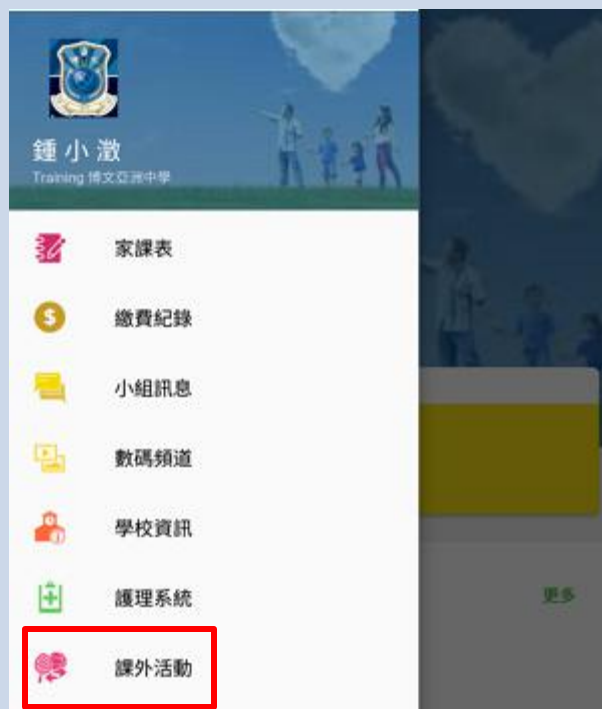 鍾小澂
Training 博文亞洲中學
家課表
繳費紀錄
小組訊息
數碼頻道
學校資訊
護理系統
更多
課外活動